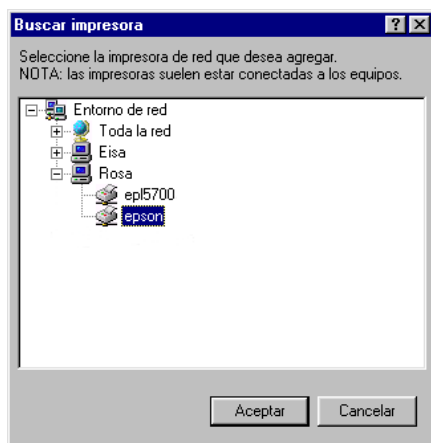 Buscar impresora
Seleccione la impresora de red que desea agregar.
NOTA: las impresoras suelen estar conectadas a los equipos.
Entorno de red
Toda la red
Eisa
Rosa
epl5700
epson
Aceptar Cancelar